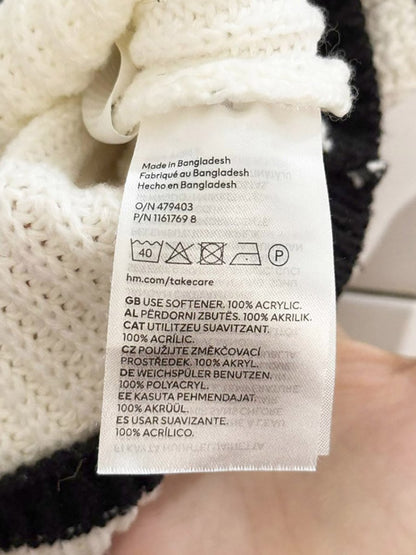 Made in Bangladesh
Fabriqué au Bangladesh
Hecho en Bangladesh
O/N 479403
P/N 1161769 8
40 P
hm.com/takecare
GB USE SOFTENER. 100% ACRYLIC.
AL PËRDORNI ZBUTËS. 100% AKRILIK.
CAT UTILITZEU SUAVITZANT.
100% ACRÍLIC.
CZ POUŽIJTE ZMĚKČOVACÍ
PROSTŘEDEK. 100% AKRYL.
DE WEICHSPÜLER BENUTZEN.
100% POLYACRYL.
EE KASUTA PEHMENDAJAT.
100% AKRÜÜL.
ES USAR SUAVIZANTE.
100% ACRÍLICO.